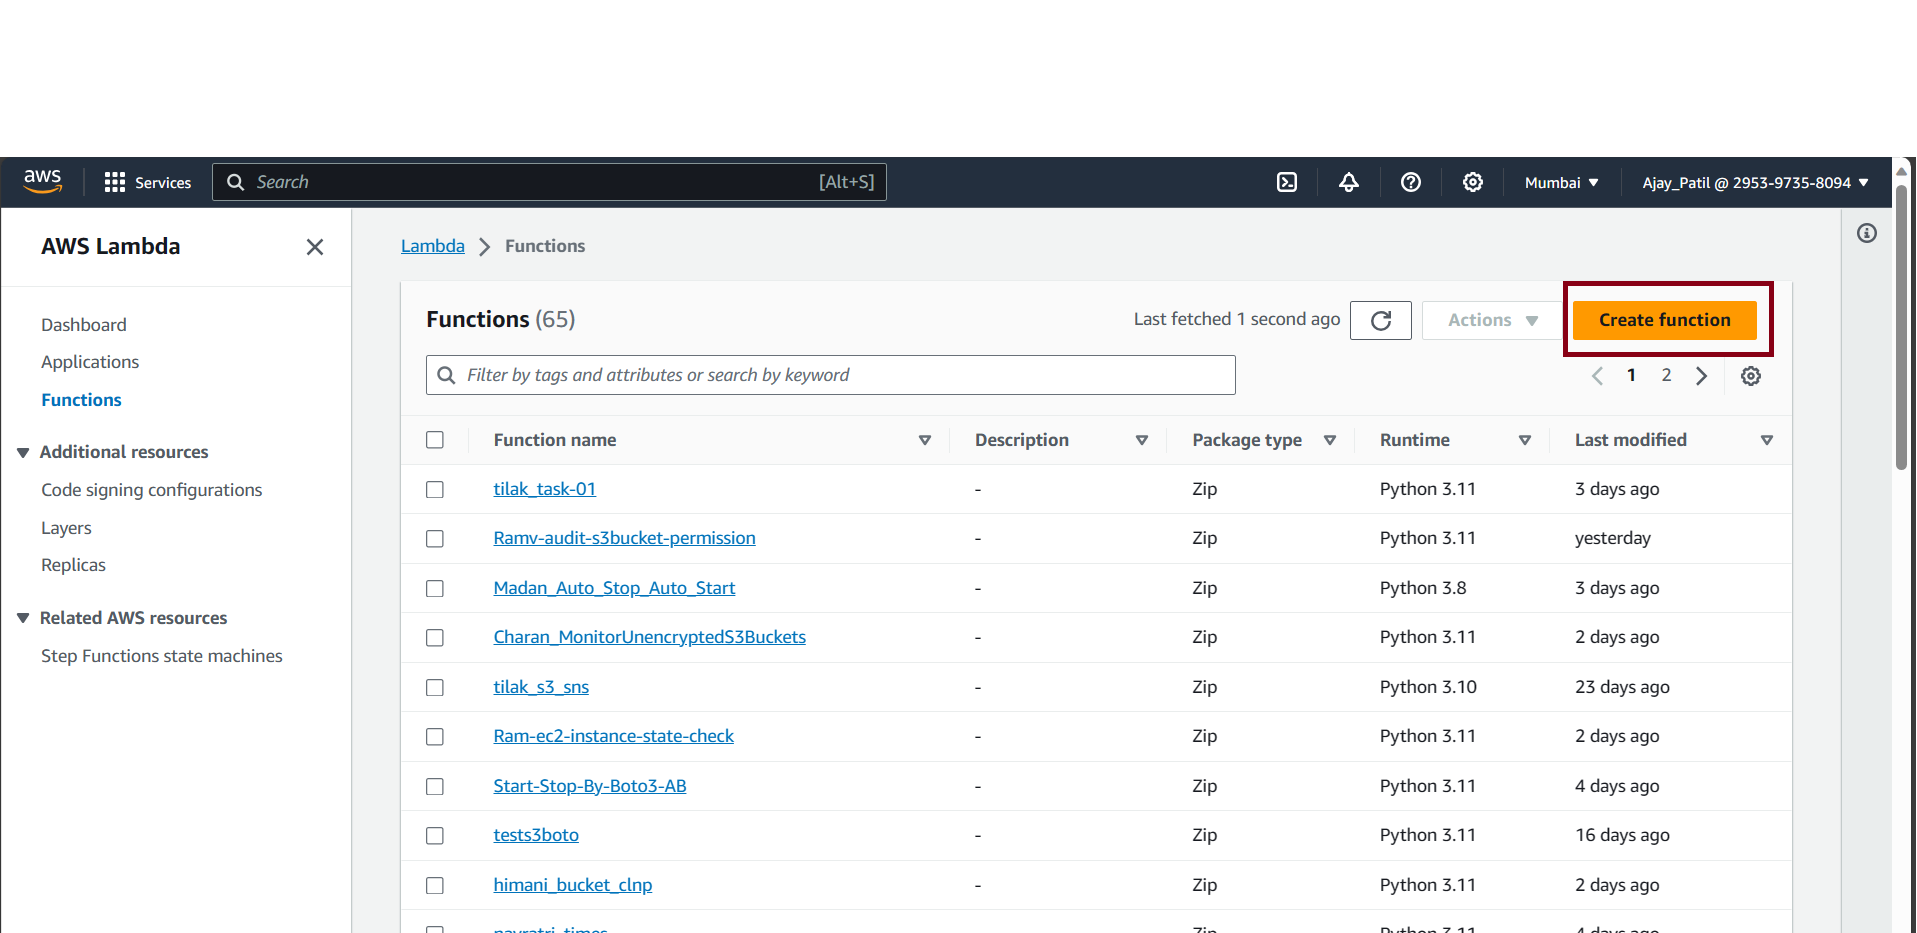 aws Services Search [Alt+S] Mumbai Ajay_Patil @ 2953-9735-8094
AWS Lambda
Dashboard
Applications
Functions
Additional resources
Code signing configurations
Layers
Replicas
Related AWS resources
Step Functions state machines
Lambda Functions
Functions (65) Last fetched 1 second ago Actions Create function
Filter by tags and attributes or search by keyword 1 2
Function name Description Package type Runtime Last modified
tilak_task-01 - Zip Python 3.11 3 days ago
Ramv-audit-s3bucket-permission - Zip Python 3.11 yesterday
Madan_Auto_Stop_Auto_Start - Zip Python 3.8 3 days ago
Charan_MonitorUnencryptedS3Buckets - Zip Python 3.11 2 days ago
tilak_s3_sns - Zip Python 3.10 23 days ago
Ram-ec2-instance-state-check - Zip Python 3.11 2 days ago
Start-Stop-By-Boto3-AB - Zip Python 3.11 4 days ago
tests3boto - Zip Python 3.11 16 days ago
himani_bucket_clnp - Zip Python 3.11 2 days ago
Zip Python 3.11 4 days ago